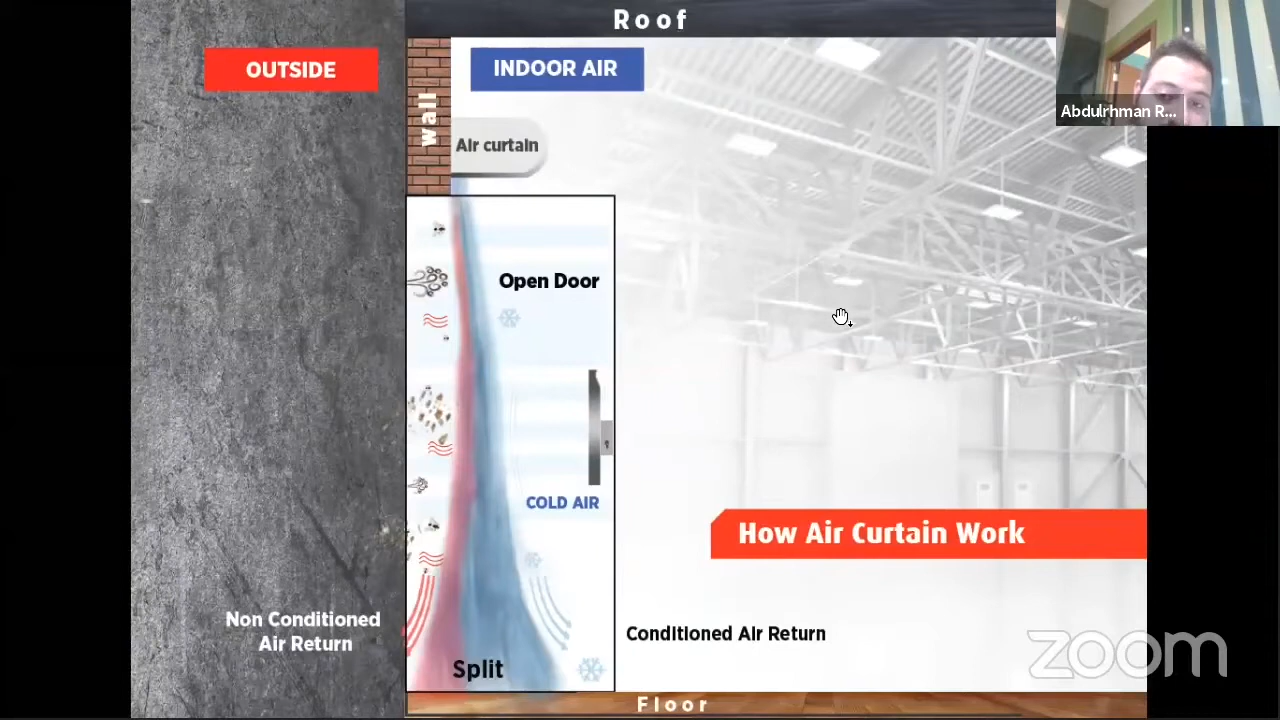 Roof
OUTSIDE
INDOOR AIR
wall
Abdulrhman R...
Air curtain
Open Door
COLD AIR
How Air Curtain Work
Non Conditioned
Air Return
Conditioned Air Return
Split
zoom
Floor